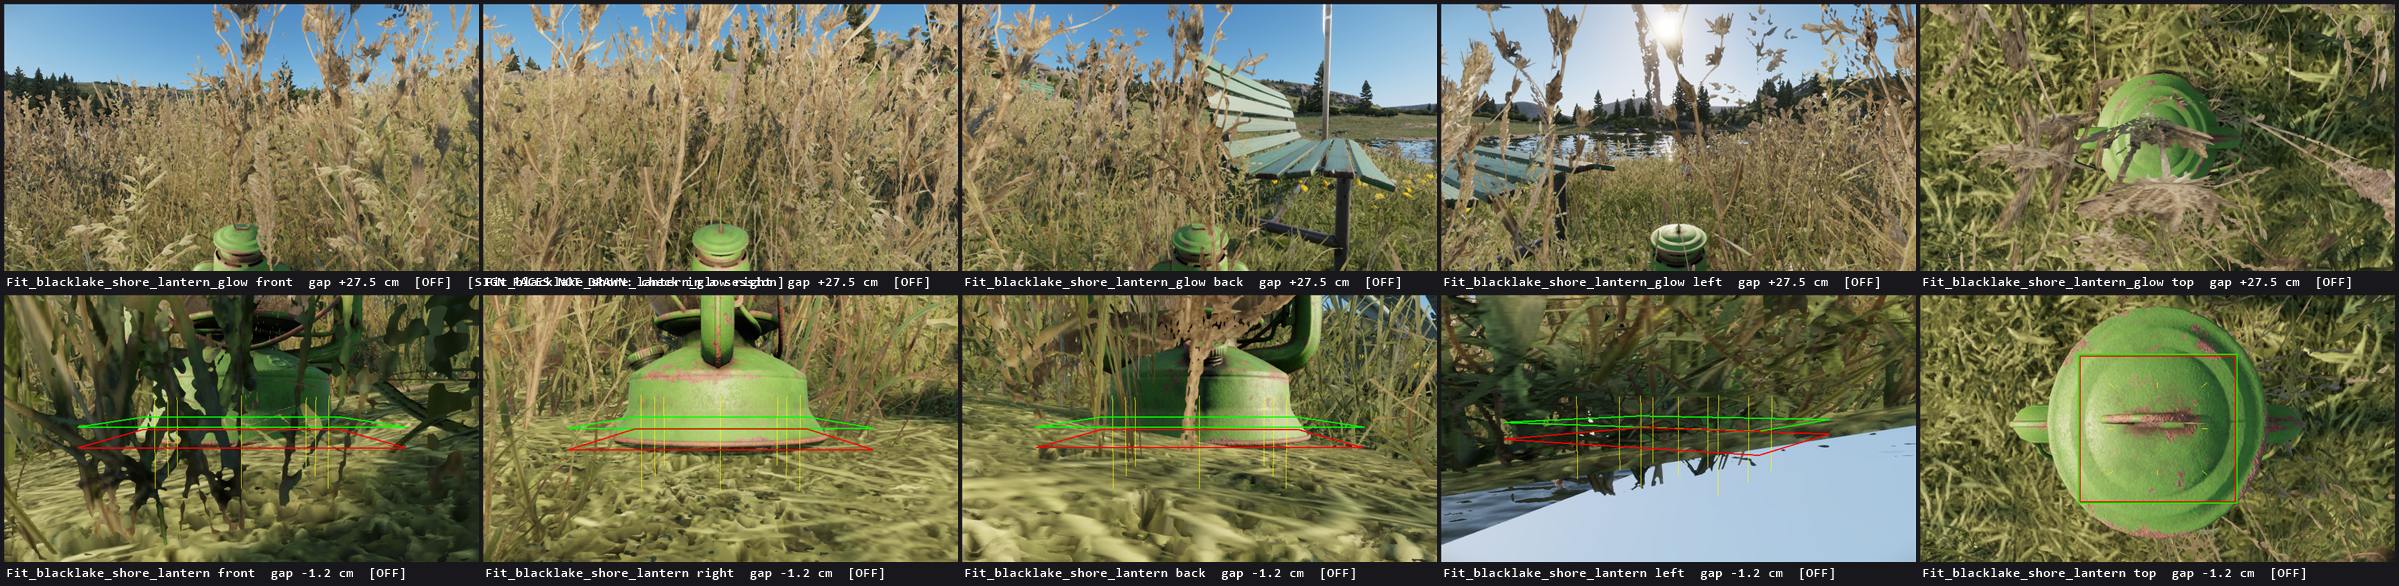 Fit_blacklake_shore_lantern_glow front gap +27.5 cm [OFF]
gap +27.5 cm [OFF]
Fit_blacklake_shore_lantern_glow back gap +27.5 cm [OFF]
Fit_blacklake_shore_lantern_glow left gap +27.5 cm [OFF]
Fit_blacklake_shore_lantern_glow top gap +27.5 cm [OFF]
Fit_blacklake_shore_lantern front gap -1.2 cm [OFF]
Fit_blacklake_shore_lantern right gap -1.2 cm [OFF]
Fit_blacklake_shore_lantern back gap -1.2 cm [OFF]
Fit_blacklake_shore_lantern left gap -1.2 cm [OFF]
Fit_blacklake_shore_lantern top gap -1.2 cm [OFF]